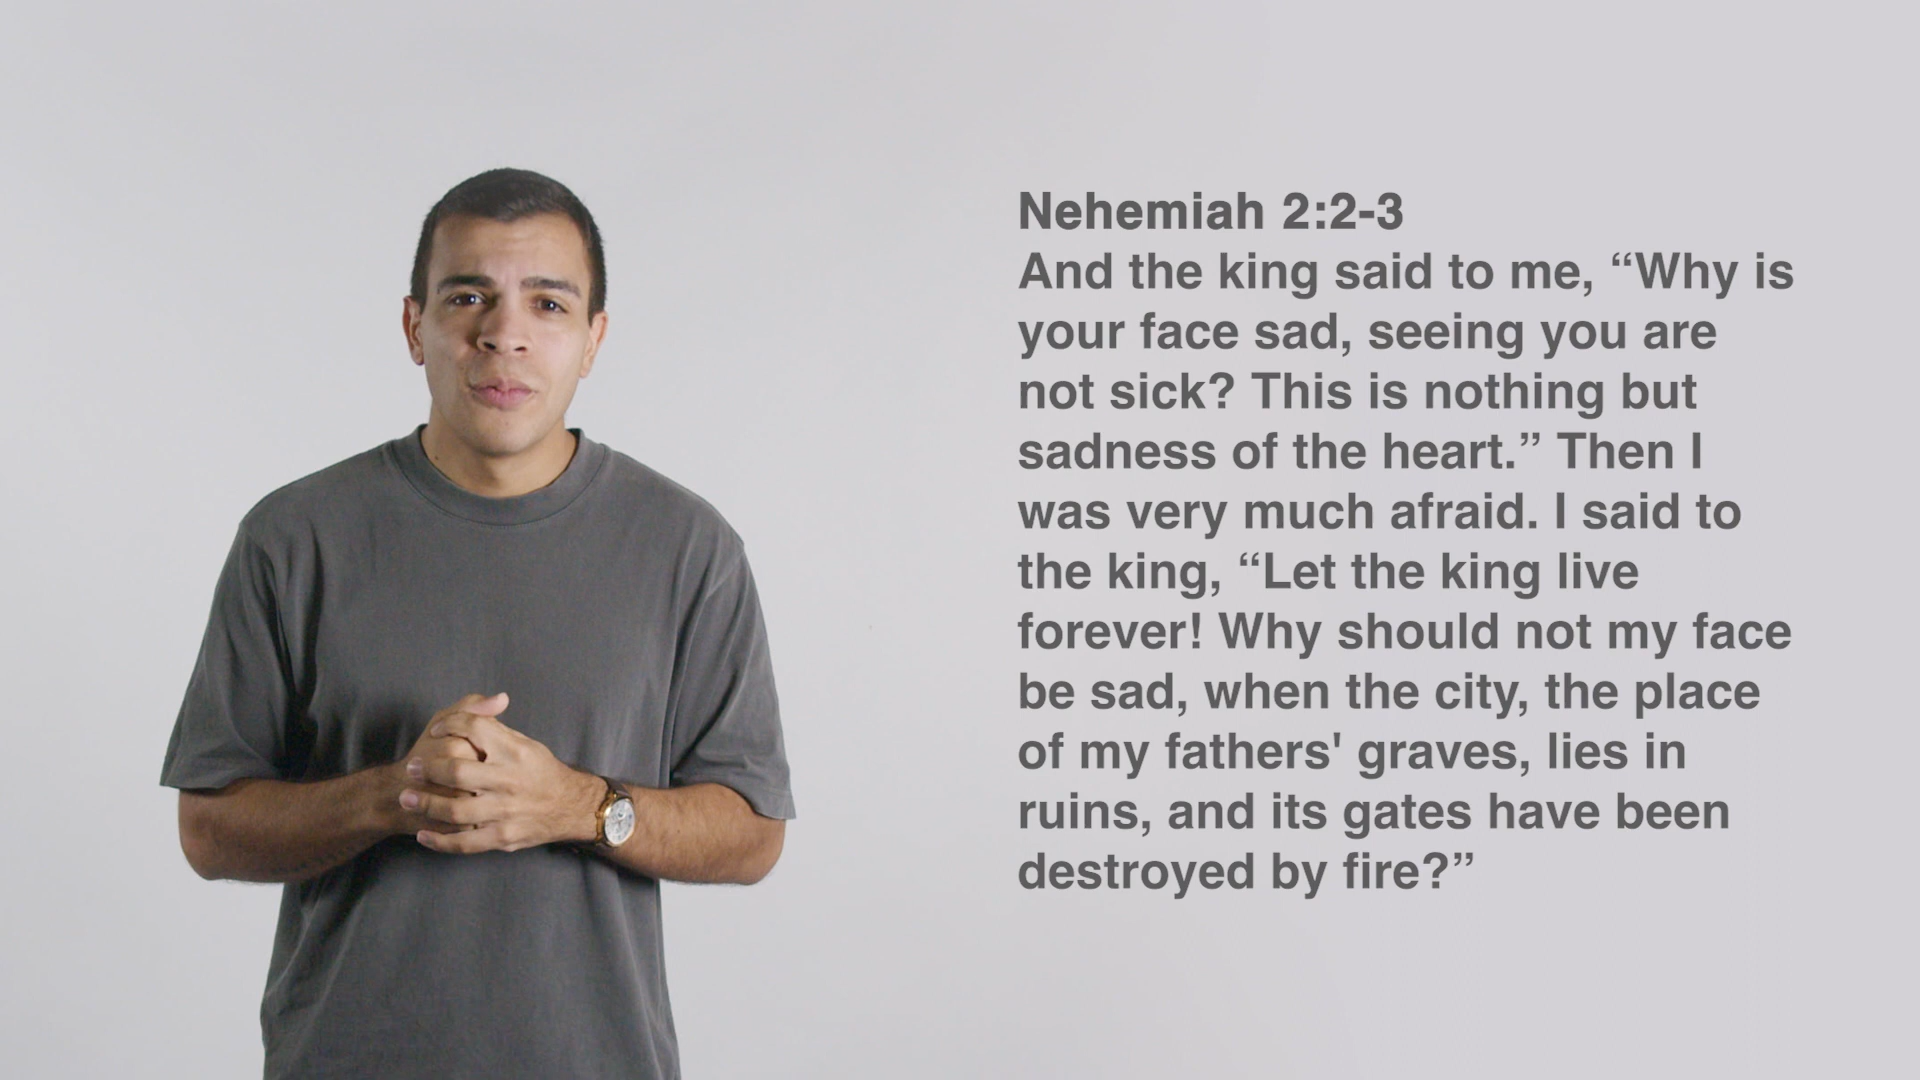 Nehemiah 2:2-3
And the king said to me, “Why is
your face sad, seeing you are
not sick? This is nothing but
sadness of the heart.” Then I
was very much afraid. I said to
the king, “Let the king live
forever! Why should not my face
be sad, when the city, the place
of my fathers' graves, lies in
ruins, and its gates have been
destroyed by fire?”